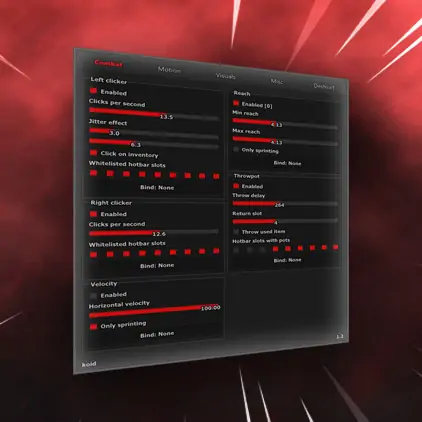 Combat
Motion
Visuals
Misc
Destruct
Left clicker
Enabled
Clicks per second
13.5
Jitter effect
3.0
6.3
Click on inventory
Whitelisted hotbar slots
Bind: None
Right clicker
Enabled
Clicks per second
12.6
Whitelisted hotbar slots
Bind: None
Velocity
Enabled
Horizontal velocity
100:00
Only sprinting
Bind: None
Reach
Enabled [0]
Min reach
4.13
Max reach
4.13
Only sprinting
Bind: None
Throwpot
Enabled
Throw delay
264
Return slot
4
Throw used item
Hotbar slots with pots
Bind: None
koid
1.3